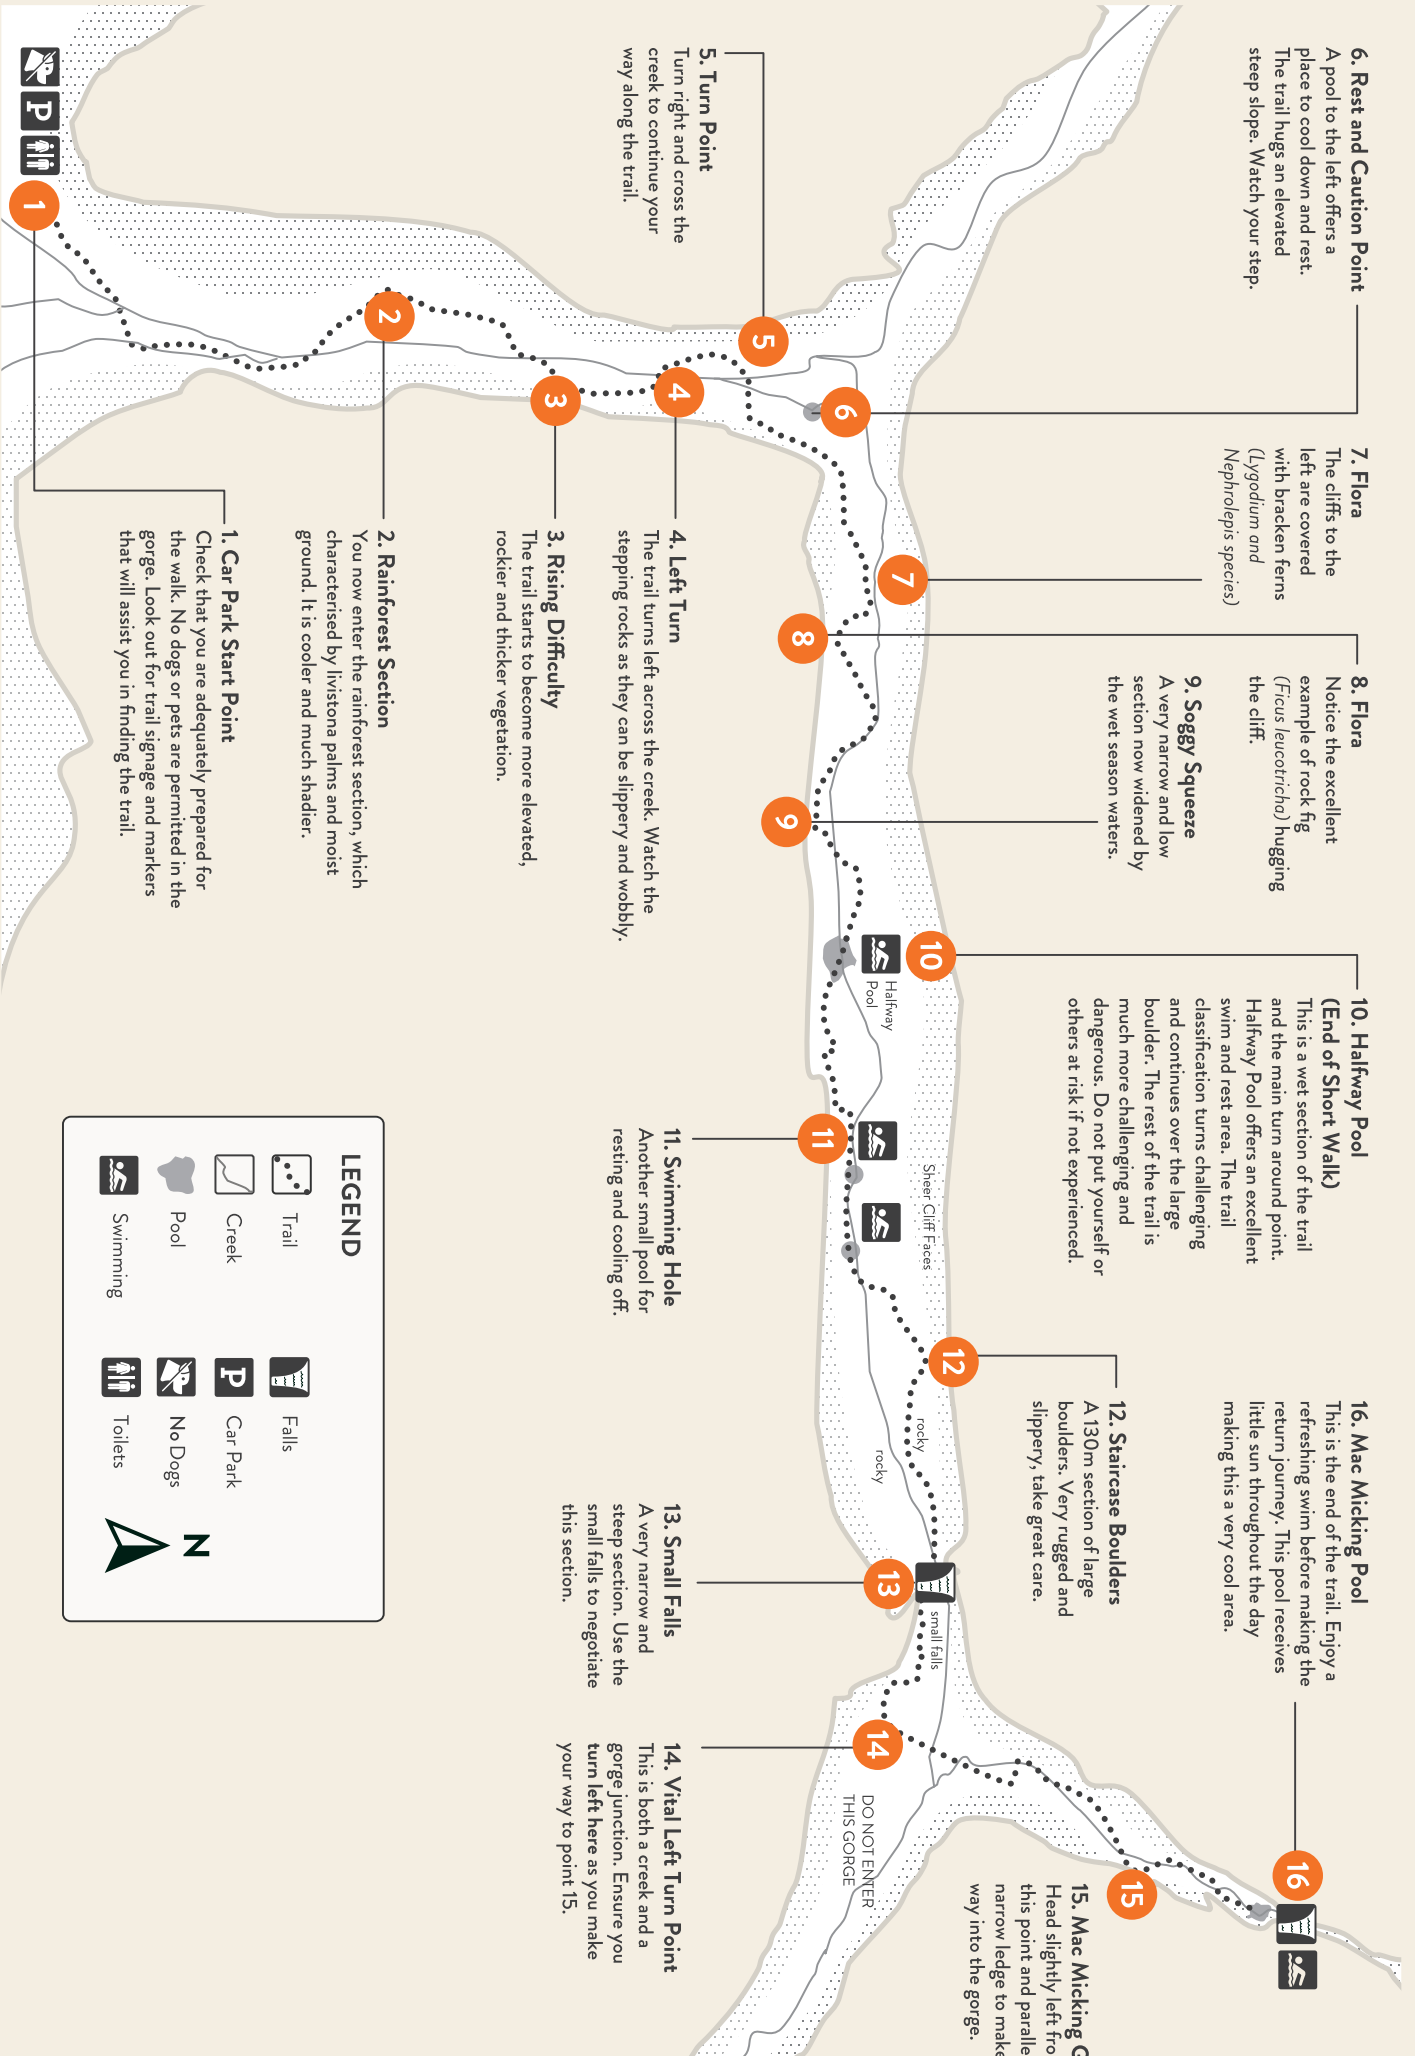 6. Rest and Caution Point
A pool to the left offers a
place to cool down and rest.
The trail hugs an elevated
steep slope. Watch your step.
7. Flora
The cliffs to the
left are covered
with bracken ferns
(Lygodium and
Nephrolepis species)
8. Flora
Notice the excellent
example of rock fig
(Ficus leucotricha) hugging
the cliff.
9. Soggy Squeeze
A very narrow and low
section now widened by
the wet season waters.
10. Halfway Pool
(End of Short Walk)
This is a wet section of the trail
and the main turn around point.
Halfway Pool offers an excellent
swim and rest area. The trail
classification turns challenging
and continues over the large
boulder. The rest of the trail is
much more challenging and
dangerous. Do not put yourself or
others at risk if not experienced.
16. Mac Micking Pool
This is the end of the trail. Enjoy a
refreshing swim before making the
return journey. This pool receives
little sun throughout the day
making this a very cool area.
12. Staircase Boulders
A 130m section of large
boulders. Very rugged and
slippery, take great care.
15. Mac Micking G
Head slightly left fro
this point and paralle
narrow ledge to make
way into the gorge.
5. Turn Point
Turn right and cross the
creek to continue your
way along the trail.
16
15
12
10
7
6
5
8
9
11
13
14
4
3
2
1
P
Halfway
Pool
Sheer Cliff Faces
rocky
rocky
small falls
DO NOT ENTER
THIS GORGE
4. Left Turn
The trail turns left across the creek. Watch the
stepping rocks as they can be slippery and wobbly.
3. Rising Difficulty
The trail starts to become more elevated,
rockier and thicker vegetation.
2. Rainforest Section
You now enter the rainforest section, which
characterised by livistona palms and moist
ground. It is cooler and much shadier.
1. Car Park Start Point
Check that you are adequately prepared for
the walk. No dogs or pets are permitted in the
gorge. Look out for trail signage and markers
that will assist you in finding the trail.
11. Swimming Hole
Another small pool for
resting and cooling off.
13. Small Falls
A very narrow and
steep section. Use the
small falls to negotiate
this section.
14. Vital Left Turn Point
This is both a creek and a
gorge junction. Ensure you
turn left here as you make
your way to point 15.
LEGEND
Trail
Creek
Pool
Swimming
Falls
P
Car Park
No Dogs
Toilets
N